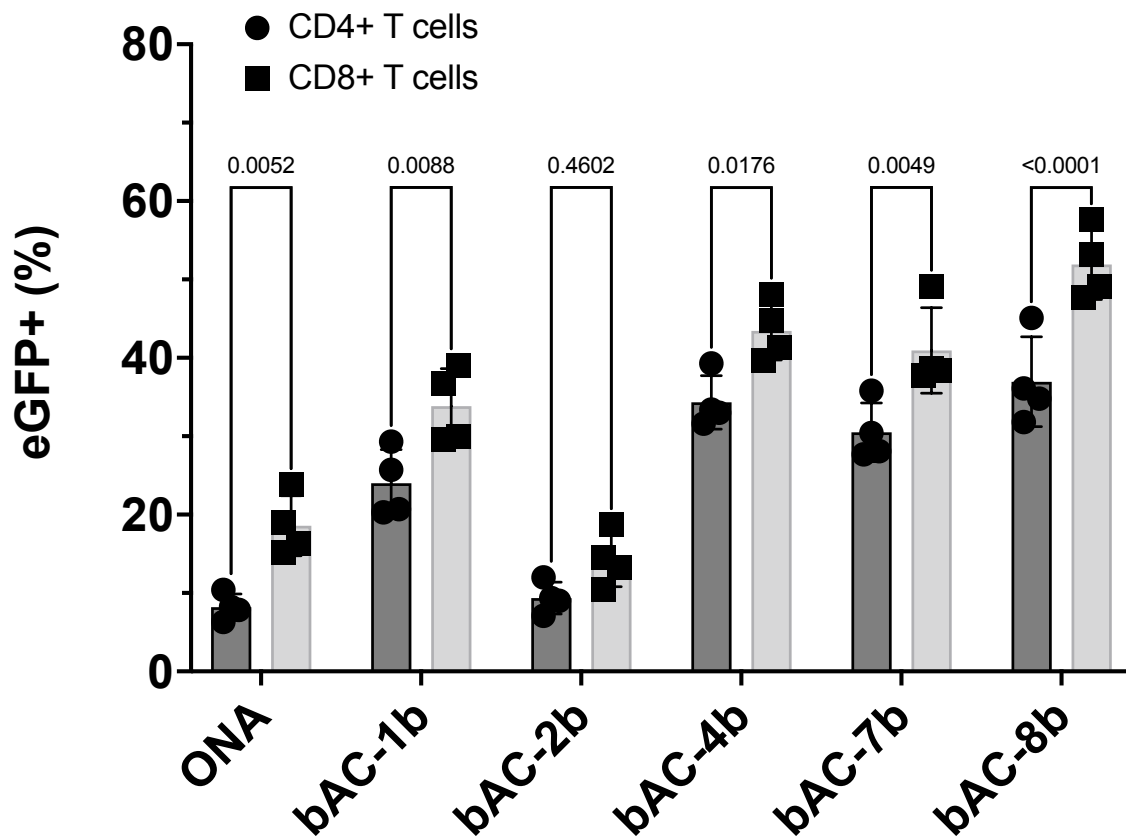 CD4+ T cells
CD8+ T cells
eGFP+ (%)
80
60
40
20
0
0.0052
0.0088
0.4602
0.0176
0.0049
<0.0001
ONA
bAC-1b
bAC-2b
bAC-4b
bAC-7b
bAC-8b